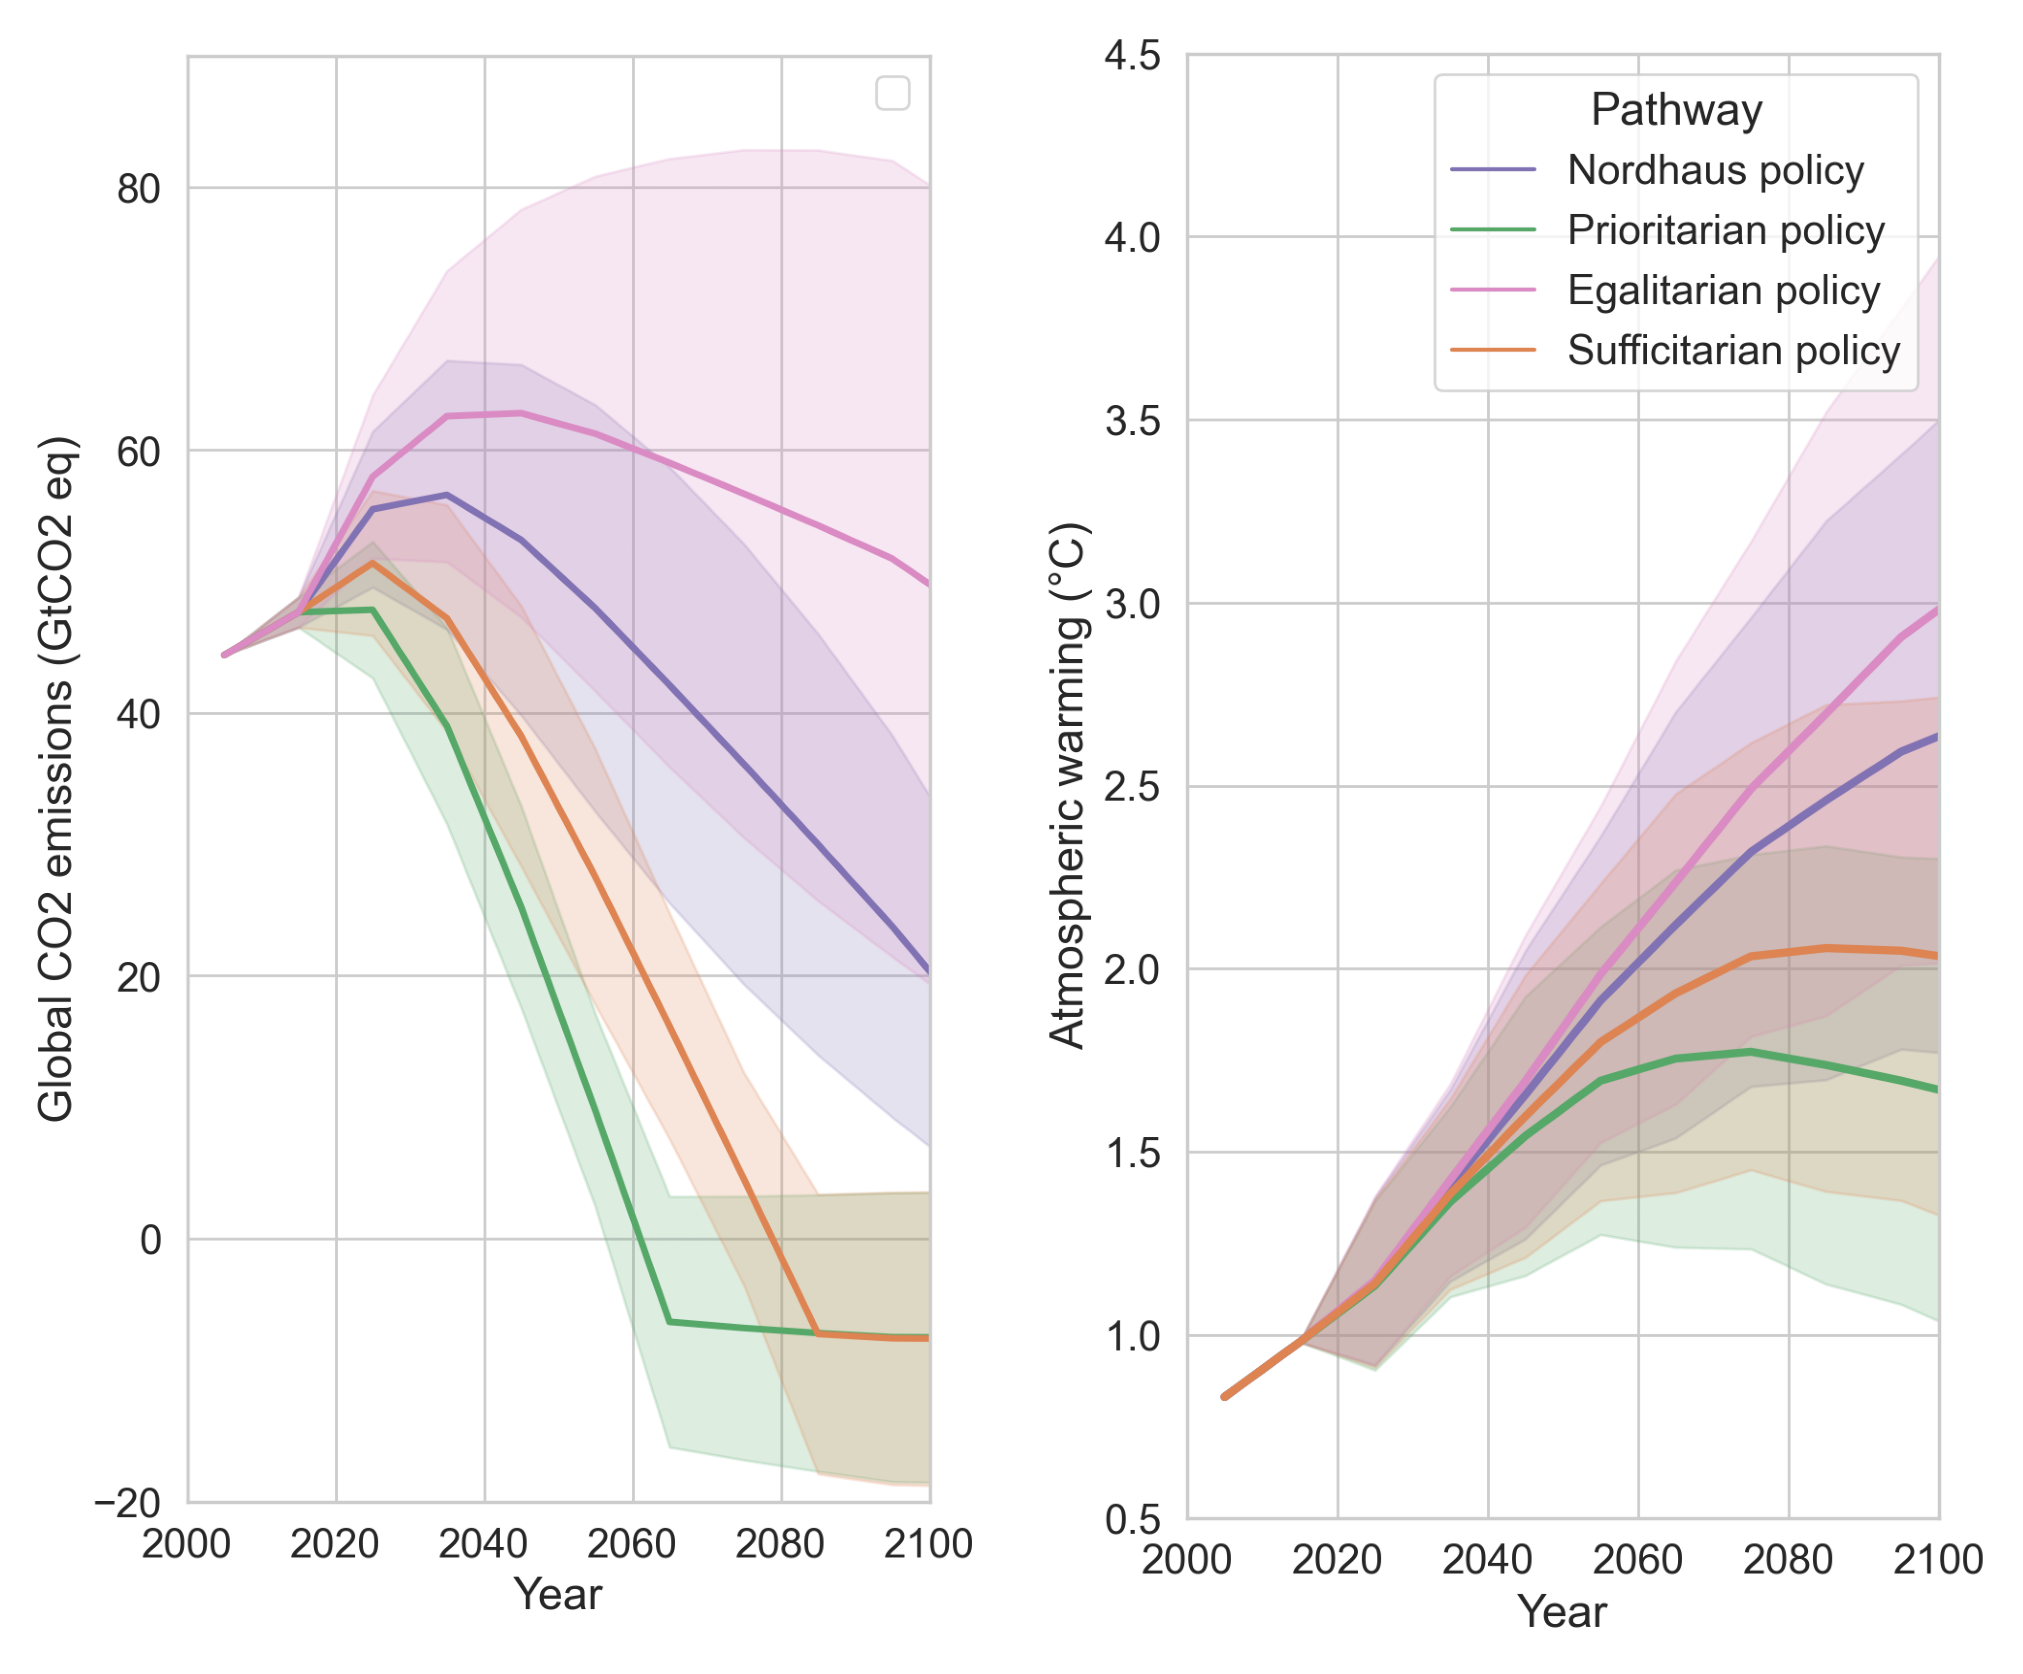 Global CO2 emissions (GtCO2 eq)
80
60
40
20
0
−20
2000 2020 2040 2060 2080 2100
Year
Atmospheric warming (°C)
4.5
4.0
3.5
3.0
2.5
2.0
1.5
1.0
0.5
2000 2020 2040 2060 2080 2100
Year
Pathway
Nordhaus policy
Prioritarian policy
Egalitarian policy
Sufficitarian policy